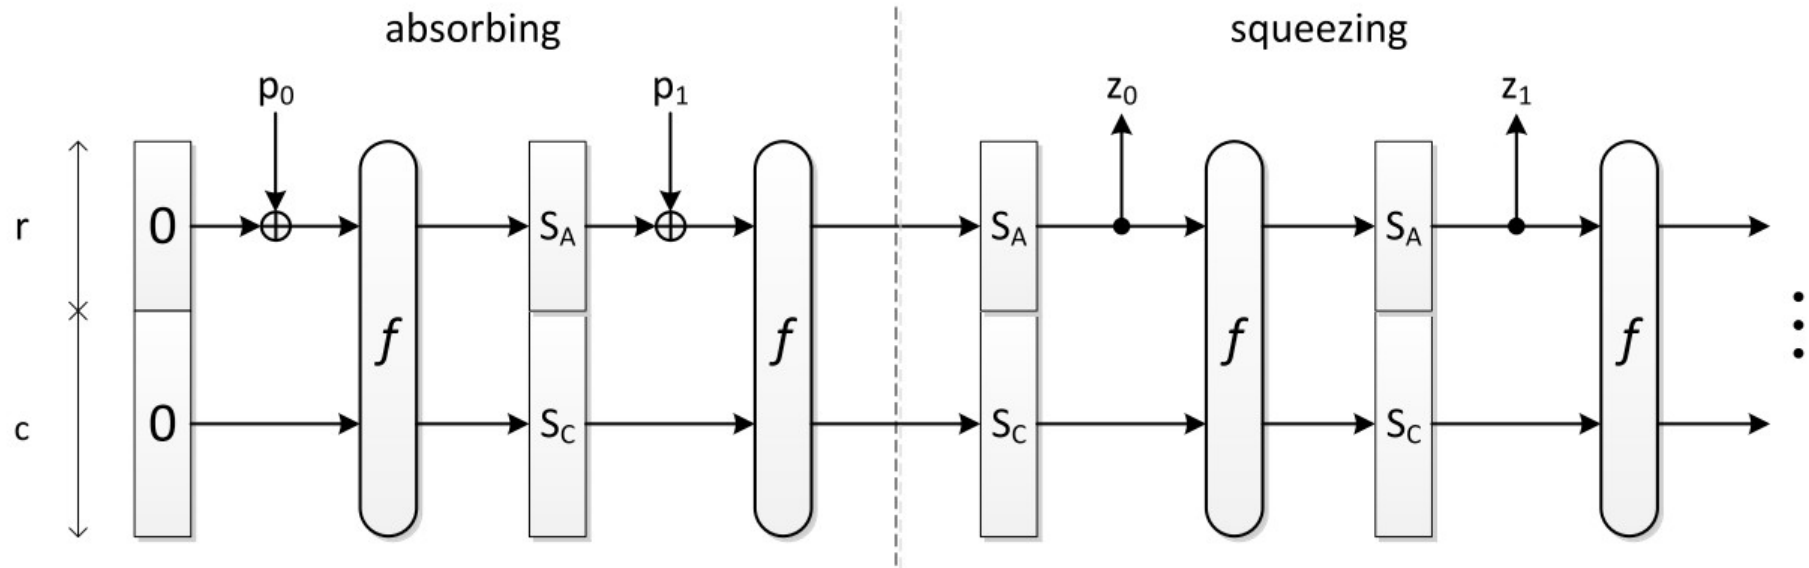 absorbing squeezing
p0 p1 z0 z1
r 0 SA SA SA
f f f f
c 0 SC SC SC